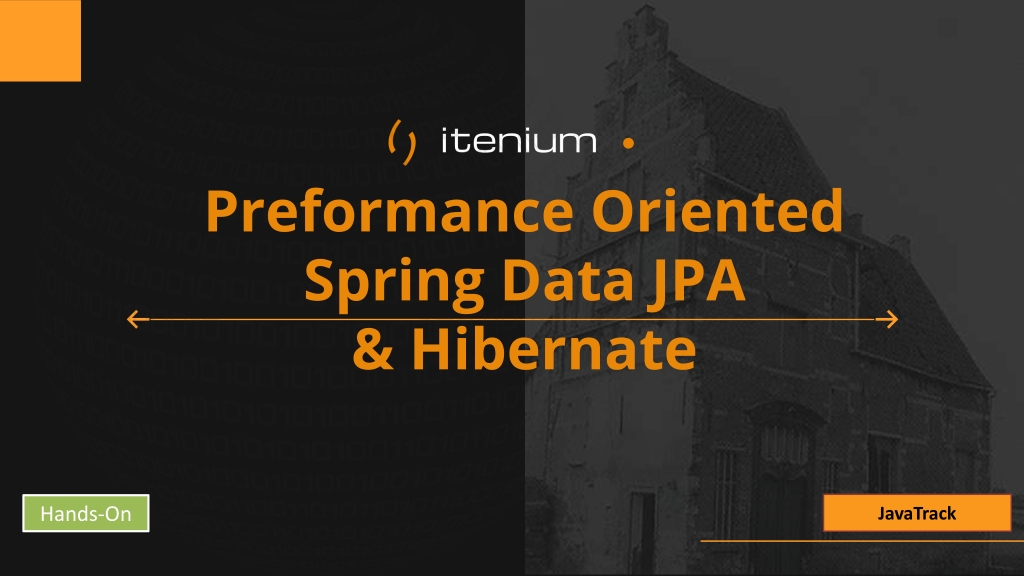 itenium
Preformance Oriented
Spring Data JPA
& Hibernate
Hands-On
JavaTrack